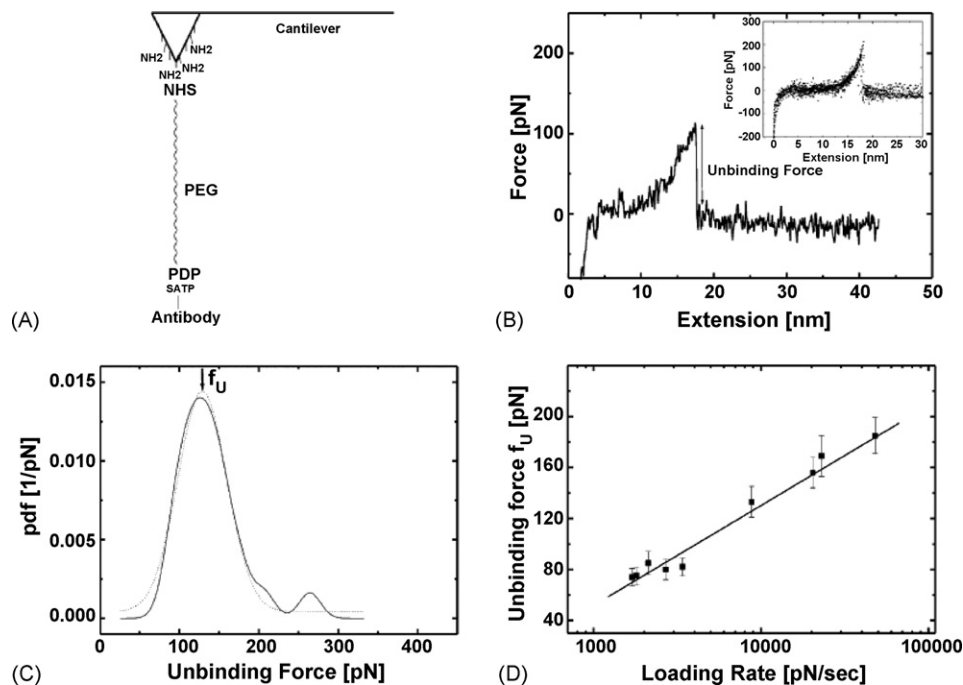 (A)
Cantilever
NH2
NH2
NH2
NH2
NHS
PEG
PDP
SATP
Antibody
(B)
Force [pN]
200
100
0
0 10 20 30 40 50
Extension [nm]
Unbinding Force
Force [pN]
300
200
100
0
-100
-200
0 5 10 15 20 25 30
Extension [nm]
(C)
pdf [1/pN]
0.015
0.010
0.005
0.000
fU
0 100 200 300 400
Unbinding Force [pN]
(D)
Unbinding force fU [pN]
200
160
120
80
40
1000 10000 100000
Loading Rate [pN/sec]